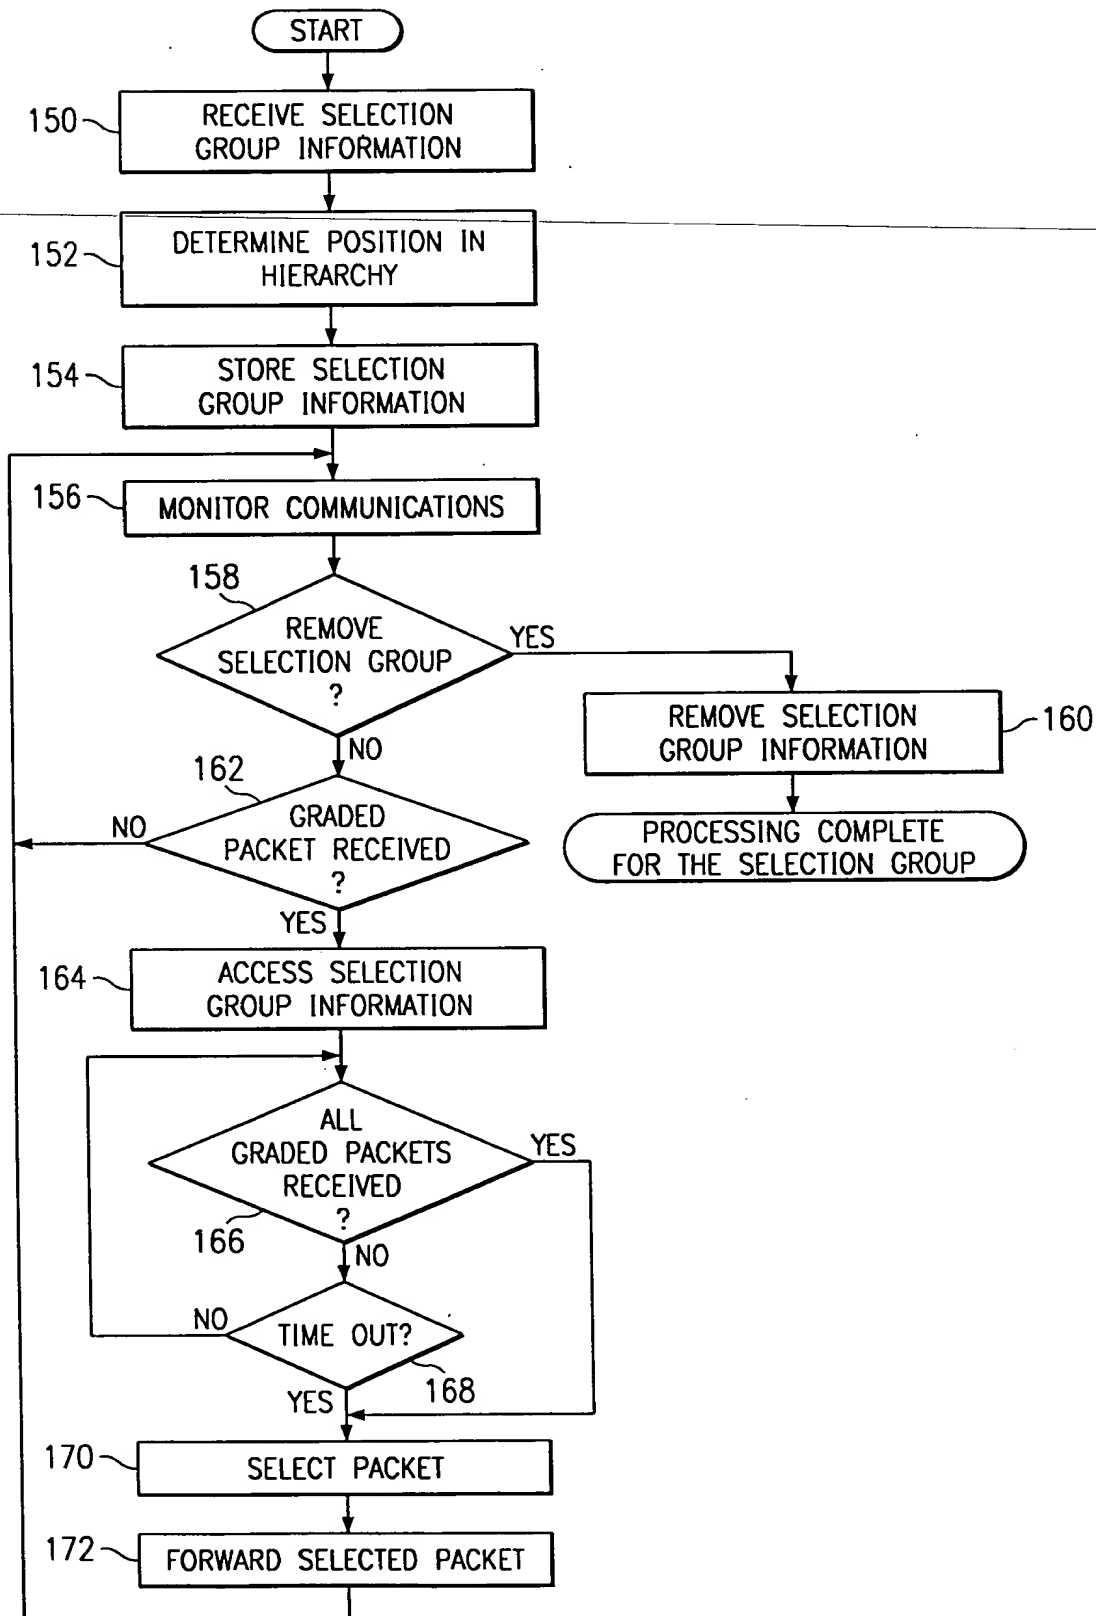 START
150
RECEIVE SELECTION
GROUP INFORMATION
152
DETERMINE POSITION IN
HIERARCHY
154
STORE SELECTION
GROUP INFORMATION
156
MONITOR COMMUNICATIONS
158
REMOVE
SELECTION GROUP
?
YES
NO
REMOVE SELECTION
GROUP INFORMATION
160
PROCESSING COMPLETE
FOR THE SELECTION GROUP
162
GRADED
PACKET RECEIVED
?
NO
YES
164
ACCESS SELECTION
GROUP INFORMATION
ALL
GRADED PACKETS
RECEIVED
?
YES
166
NO
TIME OUT?
NO
168
YES
170
SELECT PACKET
172
FORWARD SELECTED PACKET